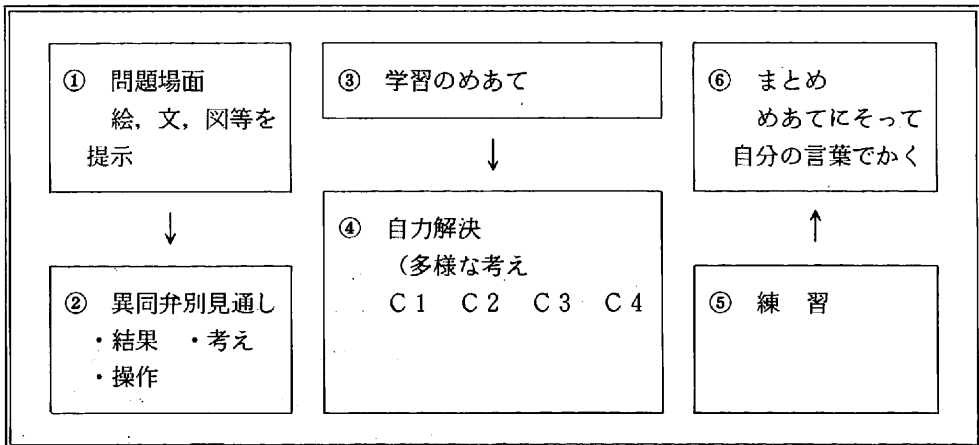 ① 問題場面
絵，文，図等を
提示
↓
② 異同弁別見通し
・結果 ・考え
・操作
③ 学習のめあて
↓
④ 自力解決
（多様な考え
C1 C2 C3 C4
⑥ まとめ
めあてにそって
自分の言葉でかく
↑
⑤ 練 習